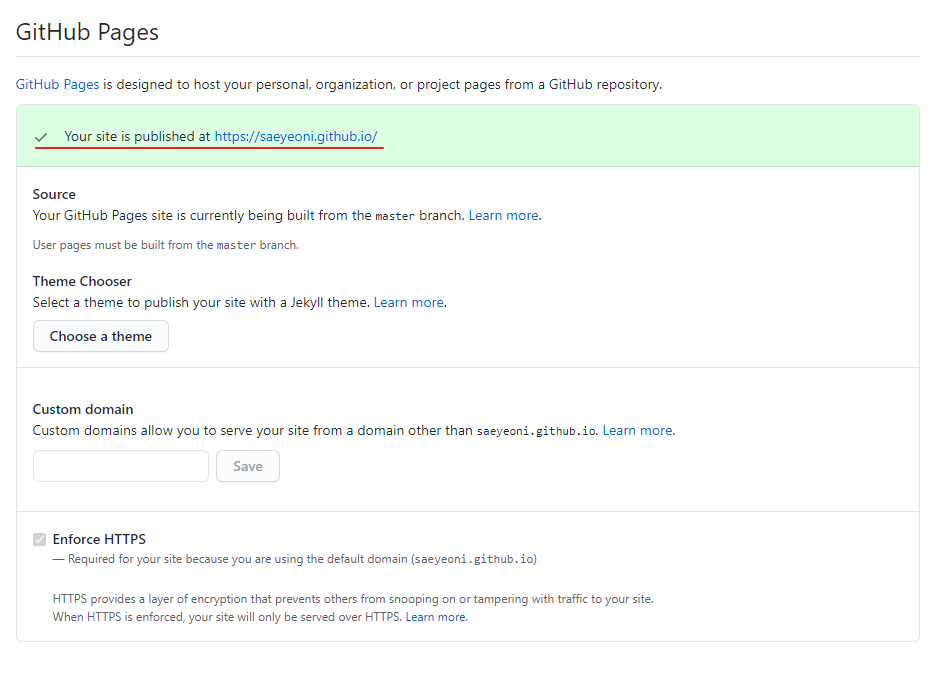 GitHub Pages
GitHub Pages is designed to host your personal, organization, or project pages from a GitHub repository.
Your site is published at https://saeyeoni.github.io/
Source
Your GitHub Pages site is currently being built from the master branch. Learn more.
User pages must be built from the master branch.
Theme Chooser
Select a theme to publish your site with a Jekyll theme. Learn more.
Choose a theme
Custom domain
Custom domains allow you to serve your site from a domain other than saeyeoni.github.io. Learn more.
Save
Enforce HTTPS
— Required for your site because you are using the default domain (saeyeoni.github.io)
HTTPS provides a layer of encryption that prevents others from snooping on or tampering with traffic to your site.
When HTTPS is enforced, your site will only be served over HTTPS. Learn more.